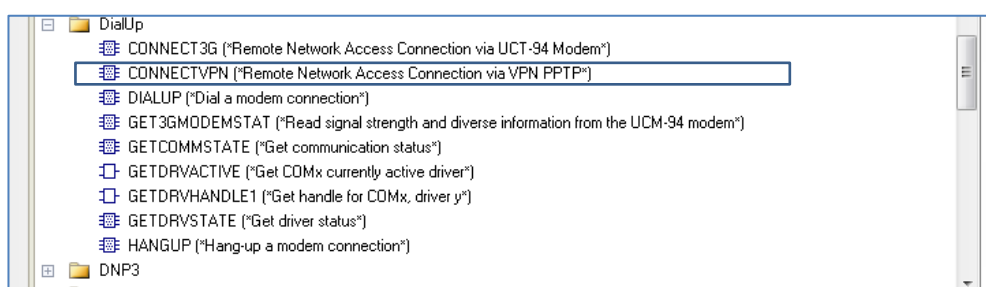 DialUp
CONNECT3G (*Remote Network Access Connection via UCT-94 Modem*)
CONNECTVPN (*Remote Network Access Connection via VPN PPTP*)
DIALUP (*Dial a modem connection*)
GET3GMODEMSTAT (*Read signal strength and diverse information from the UCM-94 modem*)
GETCOMMSTATE (*Get communication status*)
GETDRVACTIVE (*Get COMx currently active driver*)
GETDRVHANDLE1 (*Get handle for COMx, driver y*)
GETDRVSTATE (*Get driver status*)
HANGUP (*Hang-up a modem connection*)
DNP3